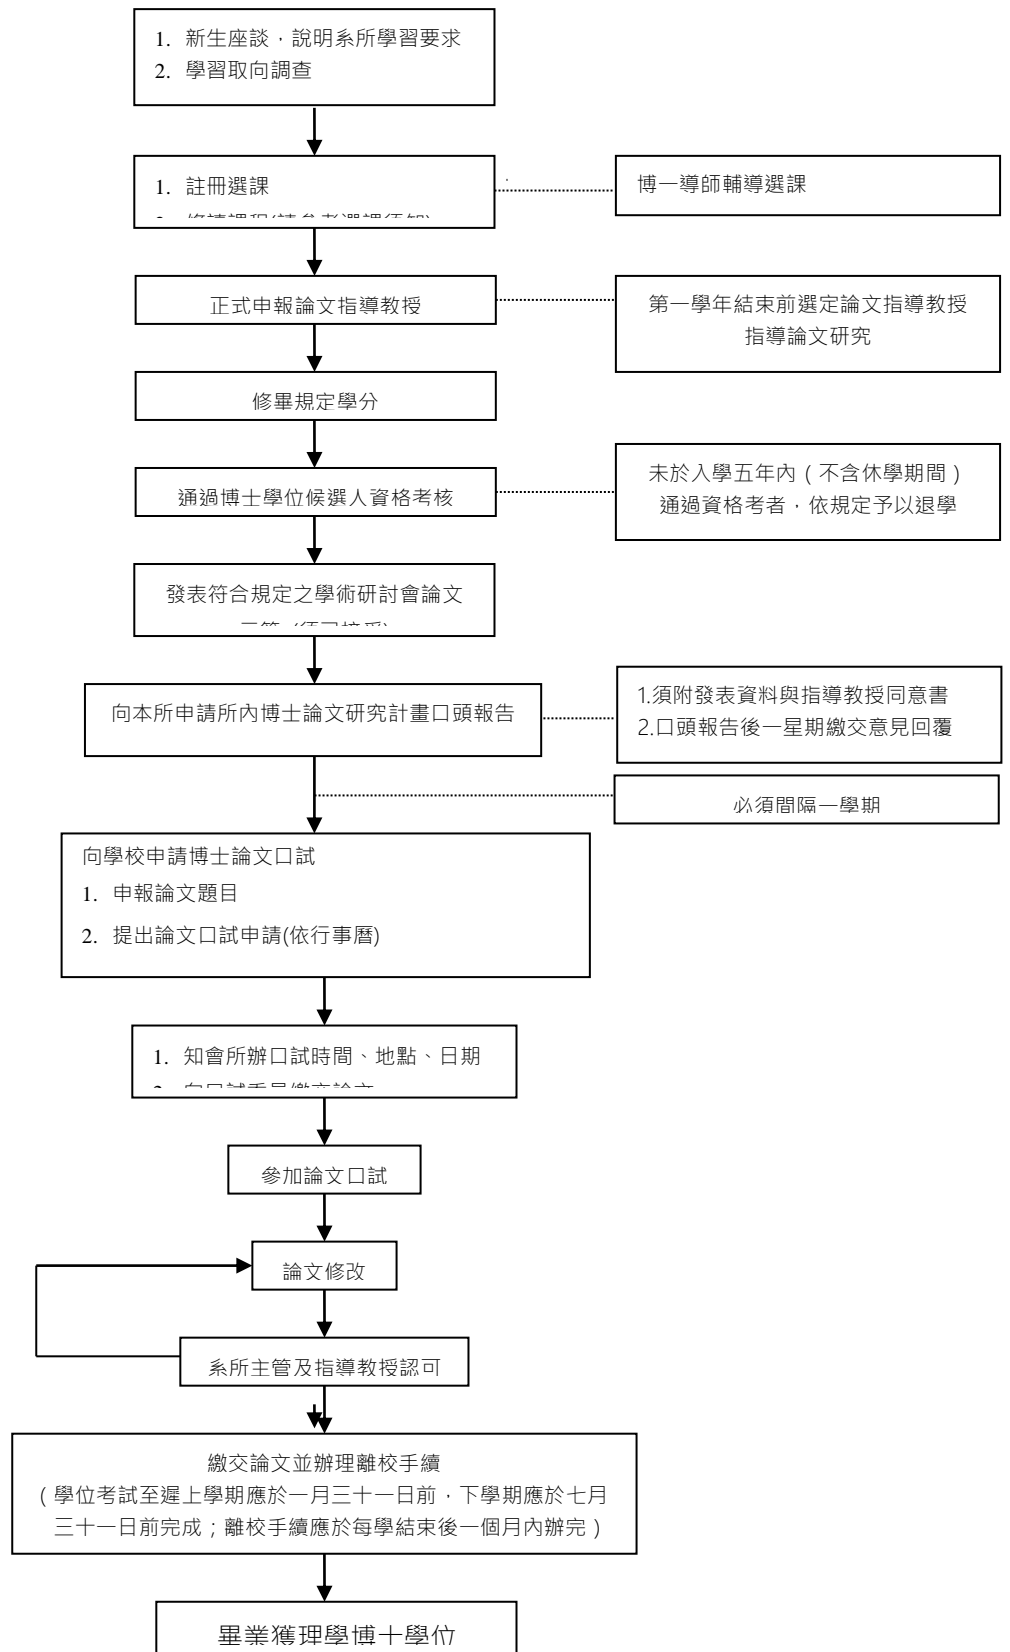 1. 新生座談，說明系所學習要求
2. 學習取向調查
1. 註冊選課
博一導師輔導選課
正式申報論文指導教授
第一學年結束前選定論文指導教授
指導論文研究
修畢規定學分
通過博士學位候選人資格考核
未於入學五年內（不含休學期間）
通過資格考者，依規定予以退學
發表符合規定之學術研討會論文
向本所申請所內博士論文研究計畫口頭報告
1.須附發表資料與指導教授同意書
2.口頭報告後一星期繳交意見回覆
必須間隔一學期
向學校申請博士論文口試
1. 申報論文題目
2. 提出論文口試申請(依行事曆)
1. 知會所辦口試時間、地點、日期
參加論文口試
論文修改
系所主管及指導教授認可
繳交論文並辦理離校手續
（學位考試至遲上學期應於一月三十一日前，下學期應於七月
三十一日前完成；離校手續應於每學結束後一個月內辦完）
畢業獲理學博士學位